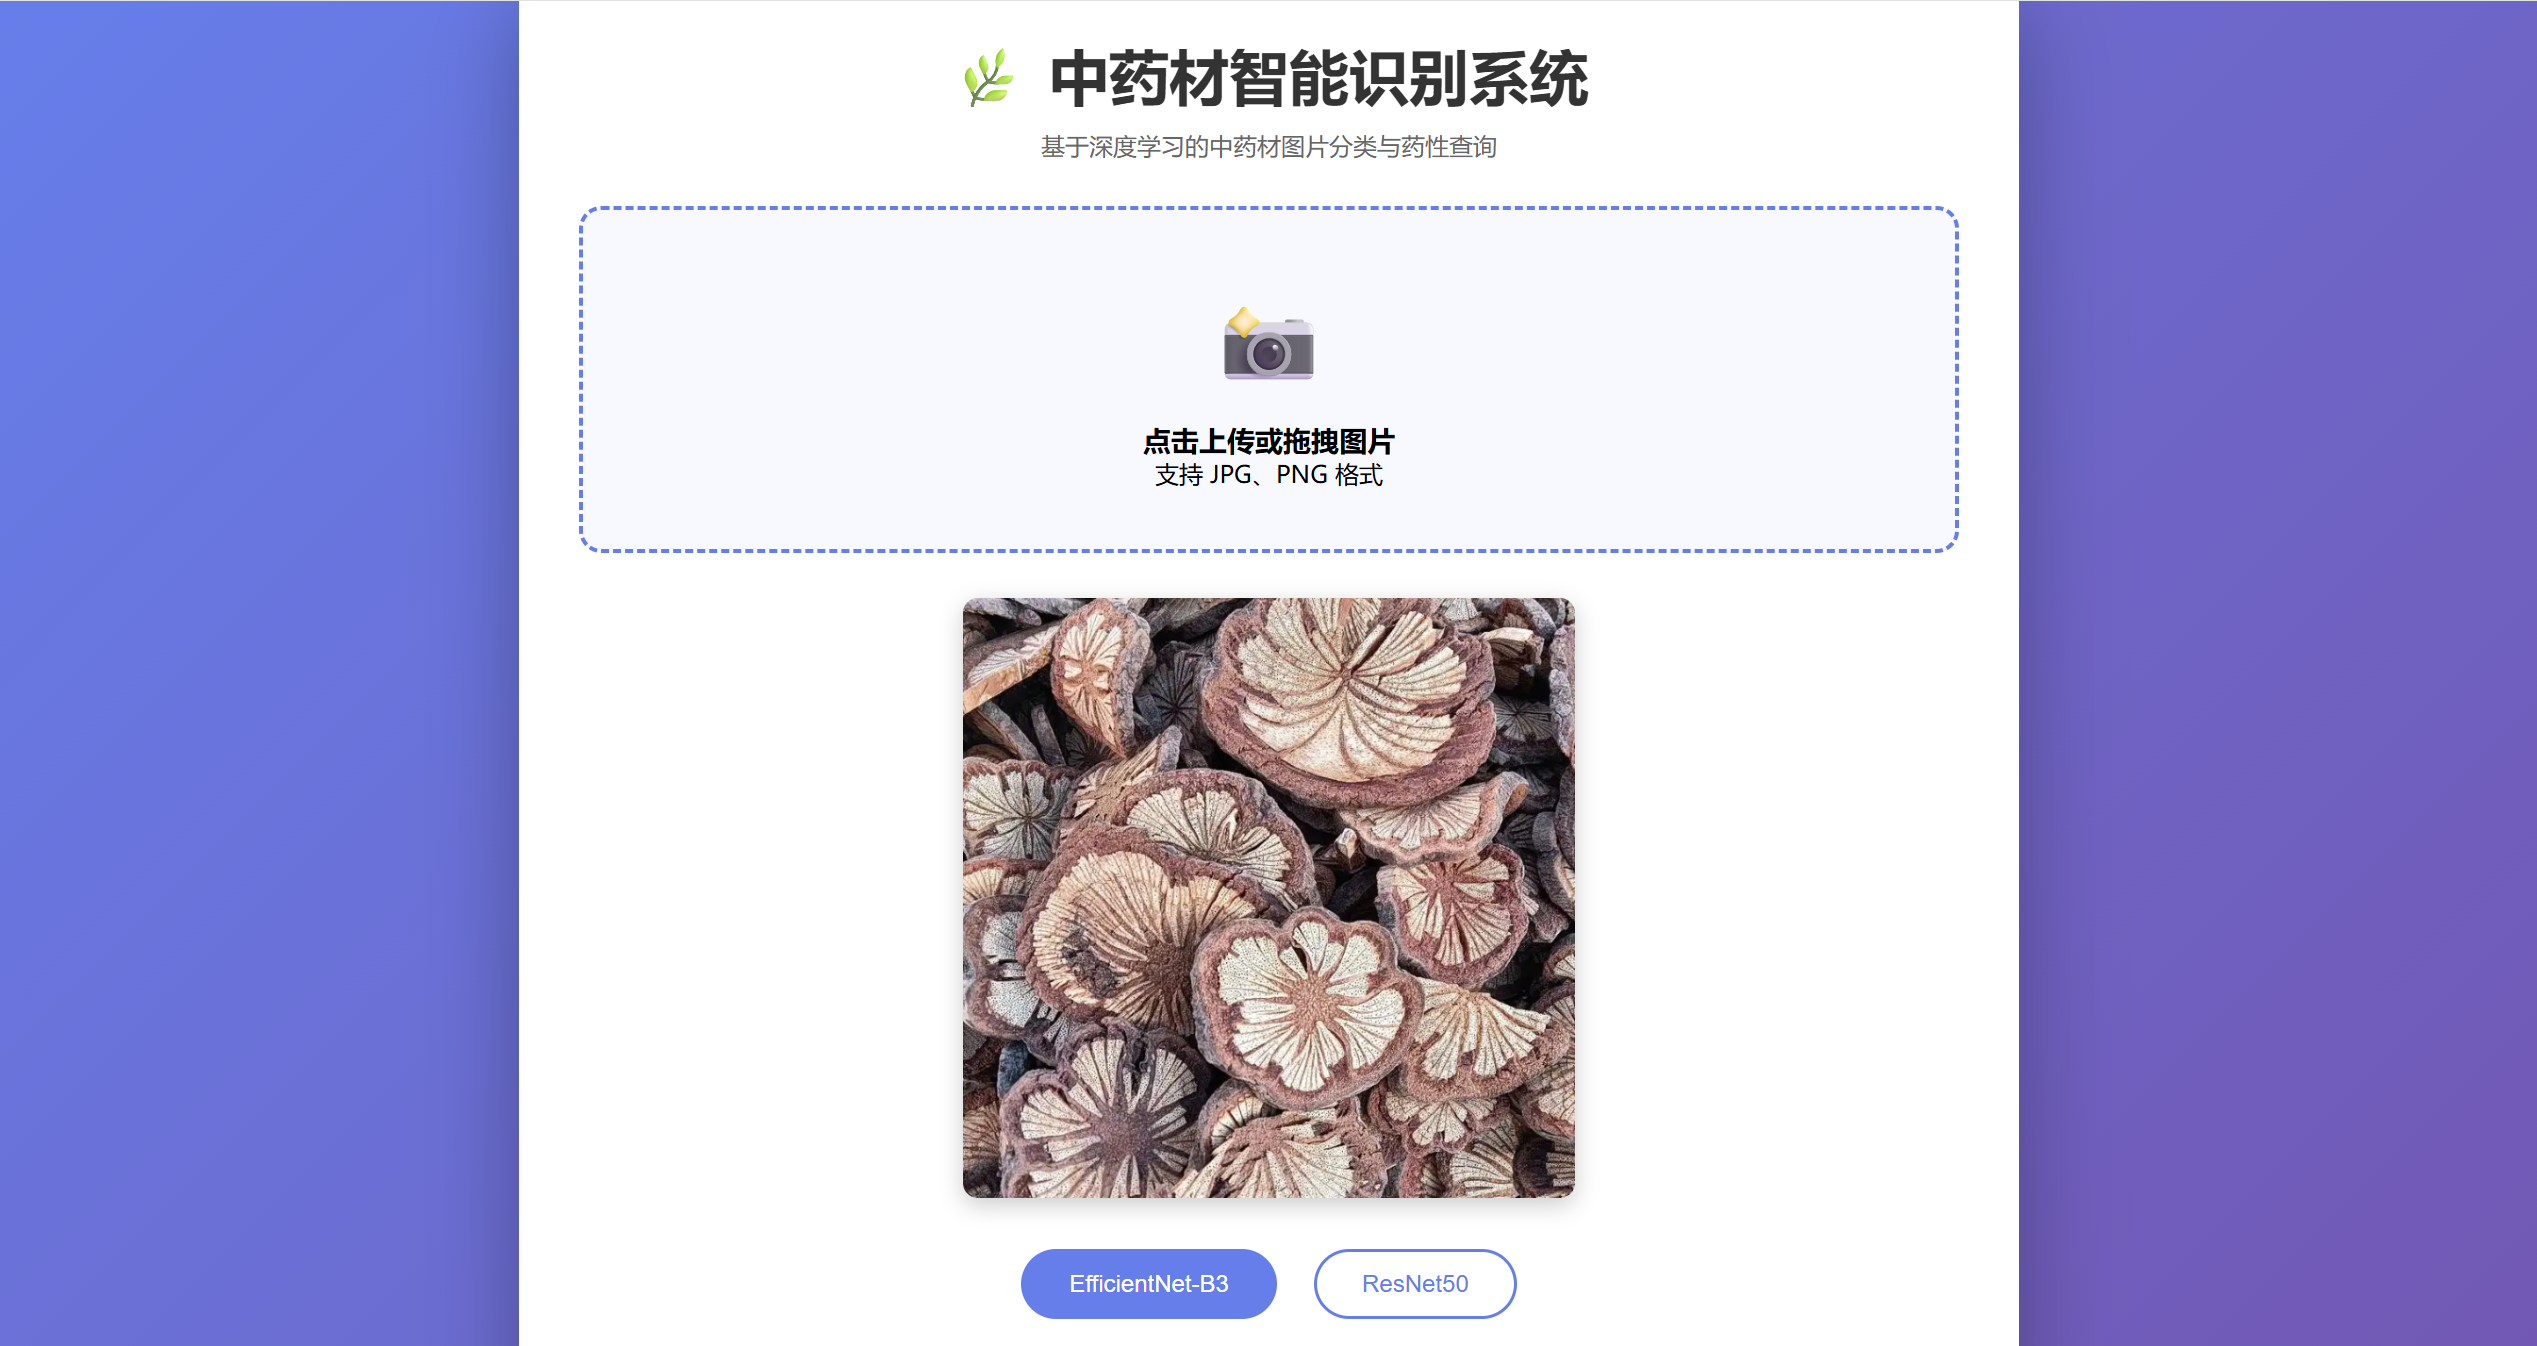 中药材智能识别系统
基于深度学习的中药材图片分类与药性查询
点击上传或拖拽图片
支持 JPG、PNG 格式
EfficientNet-B3
ResNet50